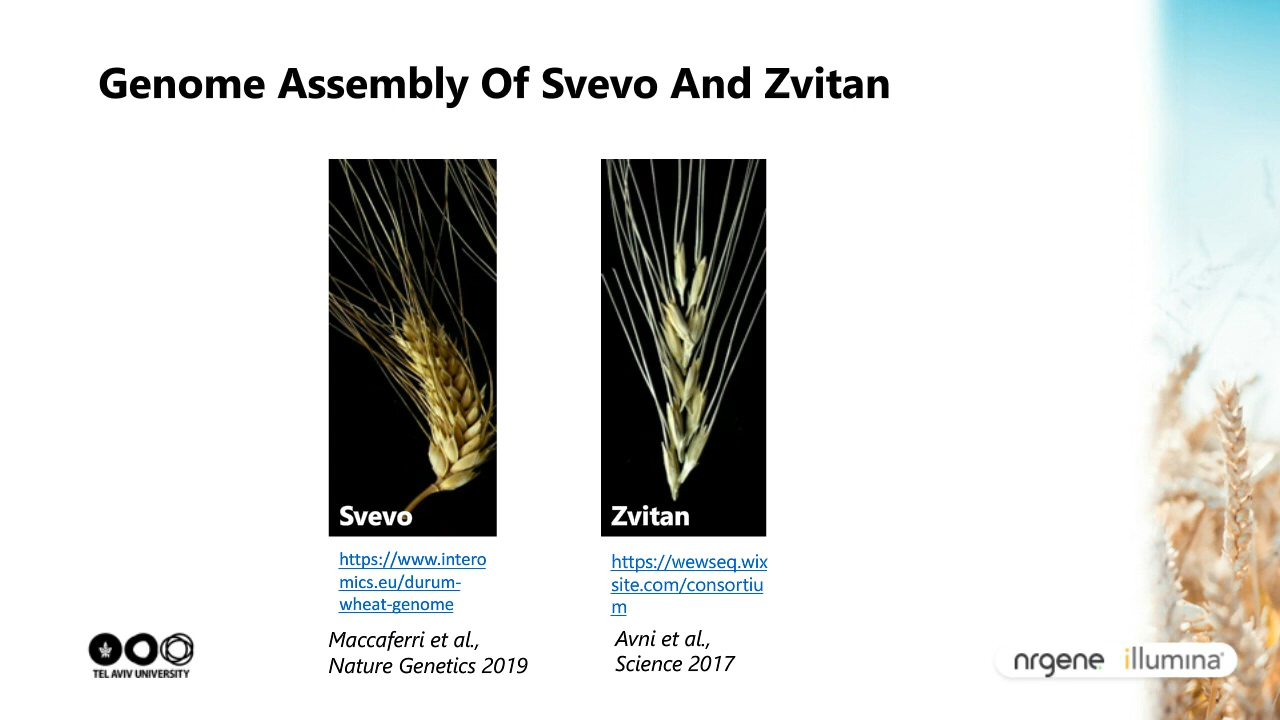 Genome Assembly Of Svevo And Zvitan
Svevo
Zvitan
https://www.intero
mics.eu/durum-
wheat-genome
https://wewseq.wix
site.com/consortiu
m
Maccaferri et al.,
Nature Genetics 2019
Avni et al.,
Science 2017
TEL AVIV UNIVERSITY
nrgene illumina®